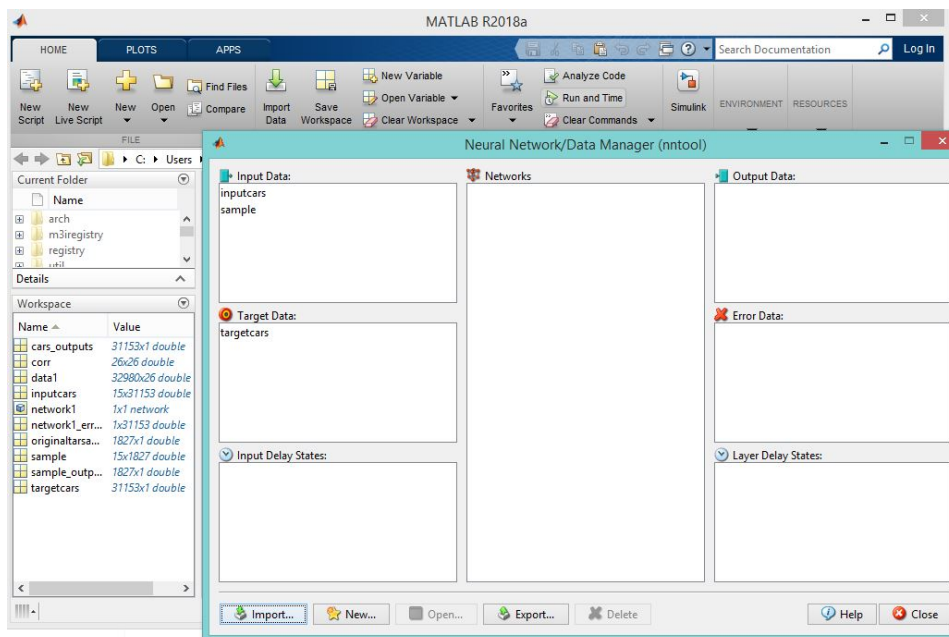 MATLAB R2018a
HOME PLOTS APPS
Search Documentation Log In
New Script
New Live Script
New
Open
Find Files
Compare
Import Data
Save Workspace
New Variable
Open Variable
Clear Workspace
Favorites
Analyze Code
Run and Time
Clear Commands
Simulink
ENVIRONMENT
RESOURCES
FILE
C: Users
Current Folder
Name
arch
m3iregistry
registry
util
Details
Workspace
Name Value
cars_outputs 31153x1 double
corr 26x26 double
data1 32980x26 double
inputcars 15x31153 double
network1 1x1 network
network1_err... 1x31153 double
originaltarsa... 1827x1 double
sample 15x1827 double
sample_outp... 1827x1 double
targetcars 31153x1 double
Neural Network/Data Manager (nntool)
Input Data:
inputcars
sample
Target Data:
targetcars
Input Delay States:
Networks
Output Data:
Error Data:
Layer Delay States:
Import... New... Open... Export... Delete Help Close